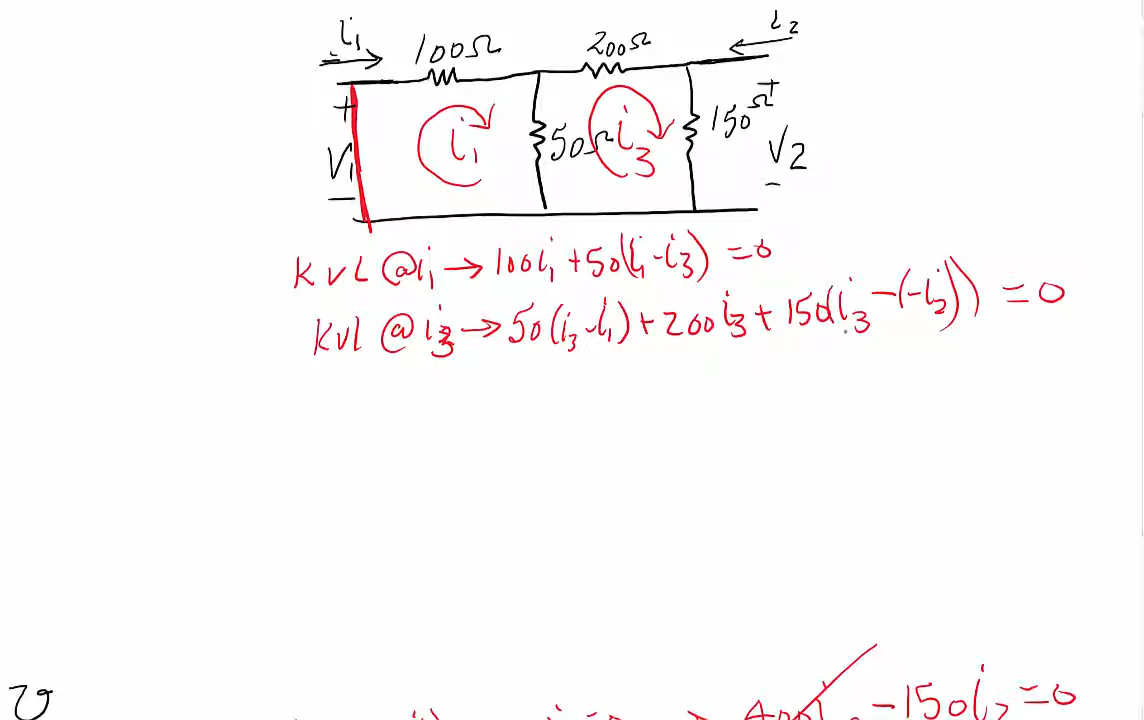 i₁ 100Ω 200Ω i₂
+ V₁ - i₁ 50Ω i₃ 150Ω + V2 -
KVL @i₁ → 100i₁ + 50(i₁ - i₃) = 0
KVL @ i₃ → 50(i₃ - i₁) + 200i₃ + 150(i₃ - (-i₂)) = 0
- 150i₂ = 0